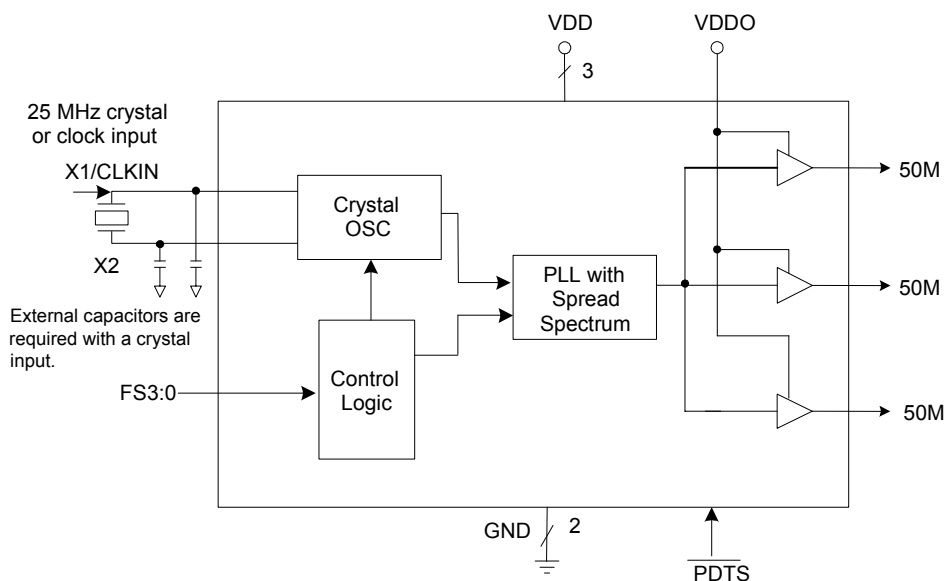 VDD
VDDO
3
25 MHz crystal
or clock input
X1/CLKIN
X2
External capacitors are
required with a crystal
input.
FS3:0
Crystal
OSC
Control
Logic
PLL with
Spread
Spectrum
50M
50M
50M
GND
2
PDTS